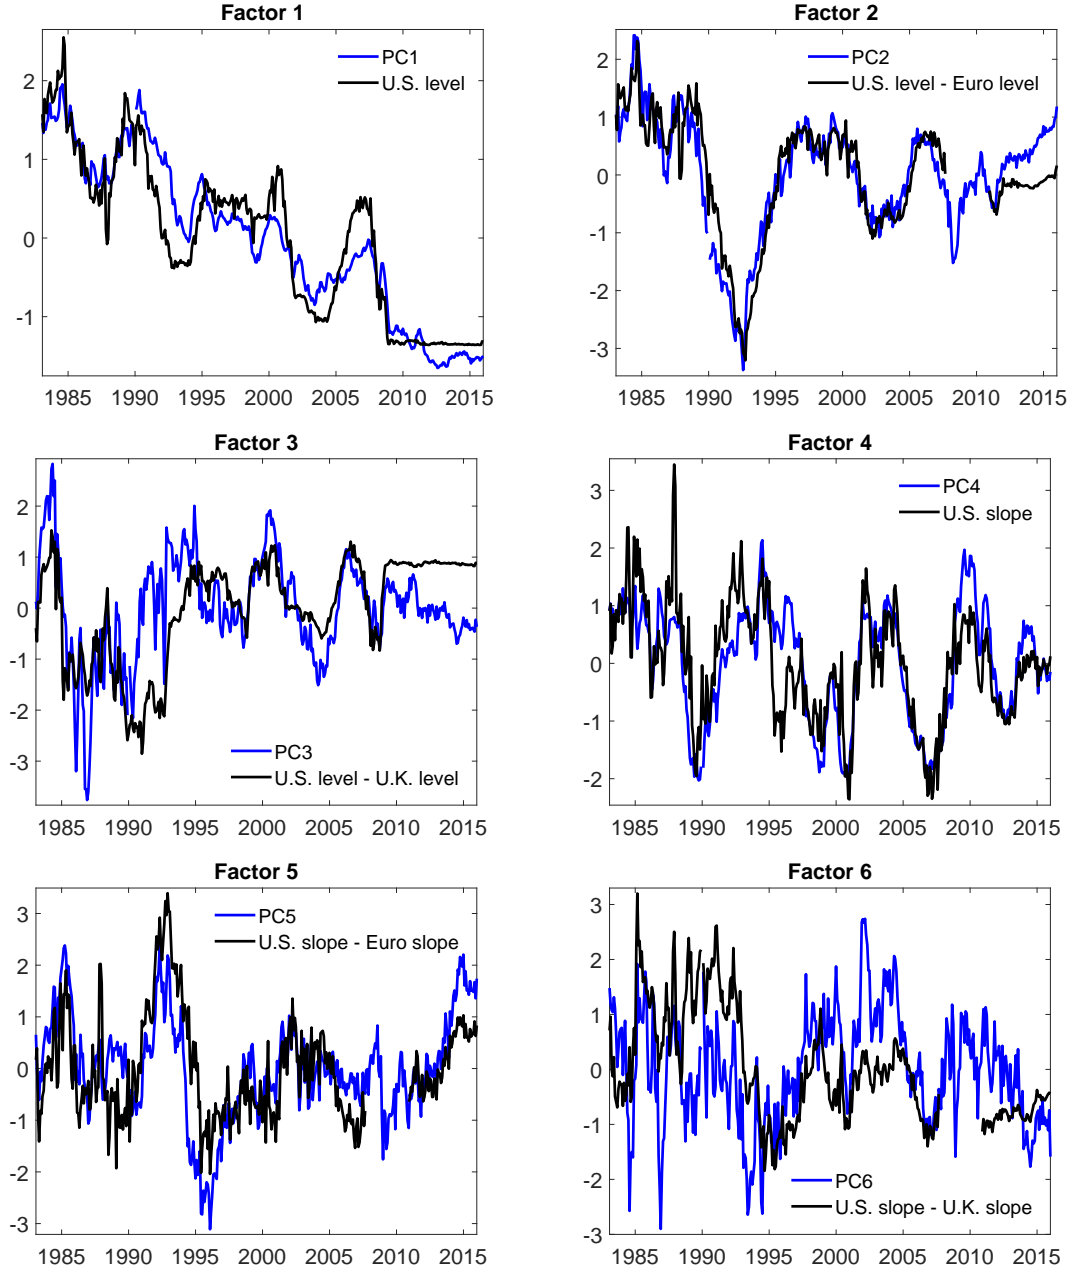 Factor 1
PC1
U.S. level
2
1
0
-1
1985 1990 1995 2000 2005 2010 2015
Factor 2
PC2
U.S. level - Euro level
2
1
0
-1
-2
-3
1985 1990 1995 2000 2005 2010 2015
Factor 3
2
1
0
-1
-2
-3
PC3
U.S. level - U.K. level
1985 1990 1995 2000 2005 2010 2015
Factor 4
PC4
U.S. slope
3
2
1
0
-1
-2
1985 1990 1995 2000 2005 2010 2015
Factor 5
PC5
U.S. slope - Euro slope
3
2
1
0
-1
-2
-3
1985 1990 1995 2000 2005 2010 2015
Factor 6
3
2
1
0
-1
-2
-3
PC6
U.S. slope - U.K. slope
1985 1990 1995 2000 2005 2010 2015